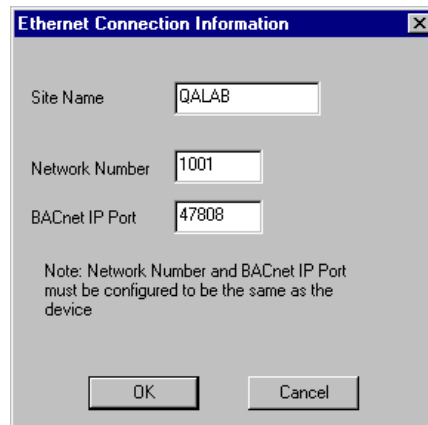 Ethernet Connection Information
Site Name QALAB
Network Number 1001
BACnet IP Port 47808
Note: Network Number and BACnet IP Port
must be configured to be the same as the
device
OK Cancel